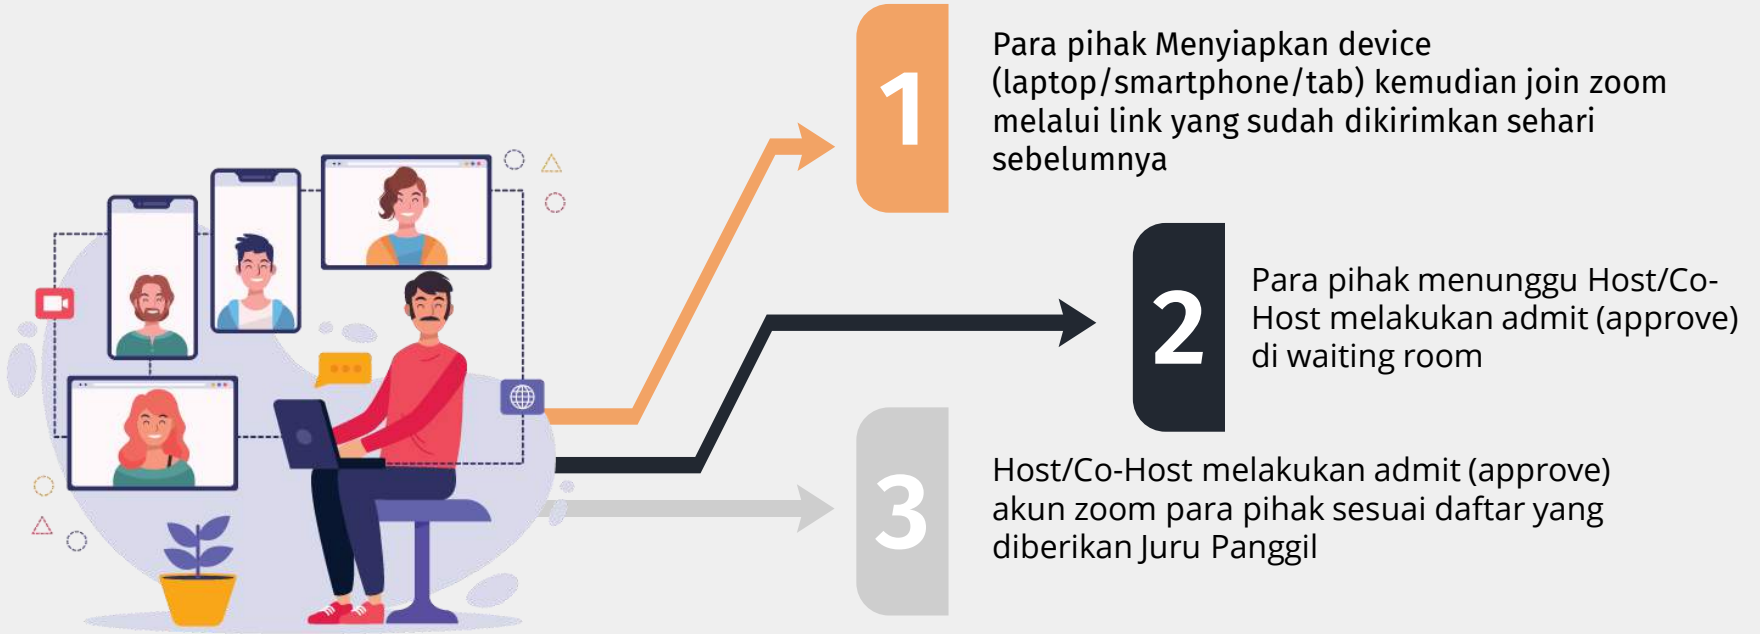 1
Para pihak Menyiapkan device
(laptop/smartphone/tab) kemudian join zoom
melalui link yang sudah dikirimkan sehari
sebelumnya
2
Para pihak menunggu Host/Co-
Host melakukan admit (approve)
di waiting room
3
Host/Co-Host melakukan admit (approve)
akun zoom para pihak sesuai daftar yang
diberikan Juru Panggil